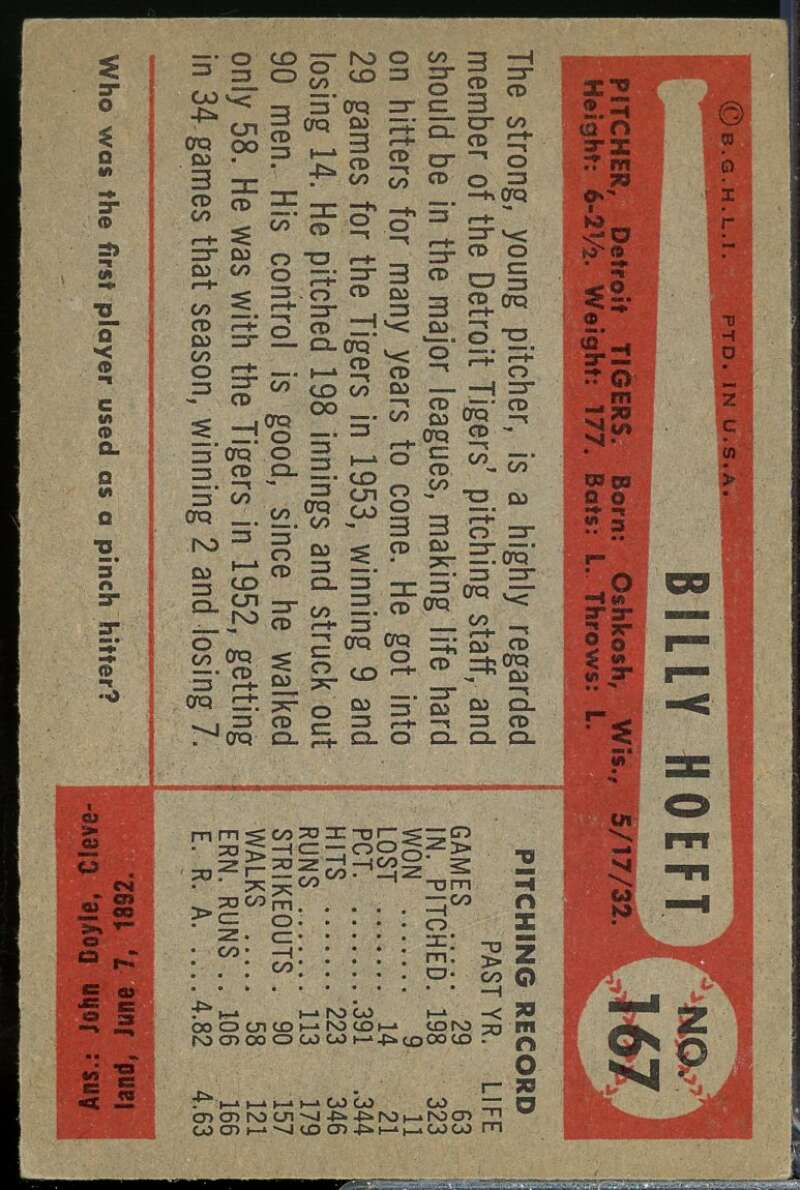 © B.G.H.L.I. PTD. IN U.S.A.
BILLY HOEFT
NO.
167
PITCHER, Detroit TIGERS. Born: Oshkosh, Wis., 5/17/32.
Height: 6-2½. Weight: 177. Bats: L. Throws: L.
The strong, young pitcher, is a highly regarded
member of the Detroit Tigers' pitching staff, and
should be in the major leagues, making life hard
on hitters for many years to come. He got into
29 games for the Tigers in 1953, winning 9 and
losing 14. He pitched 198 innings and struck out
90 men. His control is good, since he walked
only 58. He was with the Tigers in 1952, getting
in 34 games that season, winning 2 and losing 7.
PITCHING RECORD
PAST YR. LIFE
GAMES ...... 29 63
IN. PITCHED. 198 323
WON ....... 9 11
LOST ........ 14 21
PCT. ........ .391 .344
HITS ........ 223 346
RUNS ...... 113 179
STRIKEOUTS . 90 157
WALKS ..... 58 121
ERN. RUNS .. 106 166
E. R. A. .... 4.82 4.63
Who was the first player used as a pinch hitter?
Ans.: John Doyle, Cleve-
land, June 7, 1892.